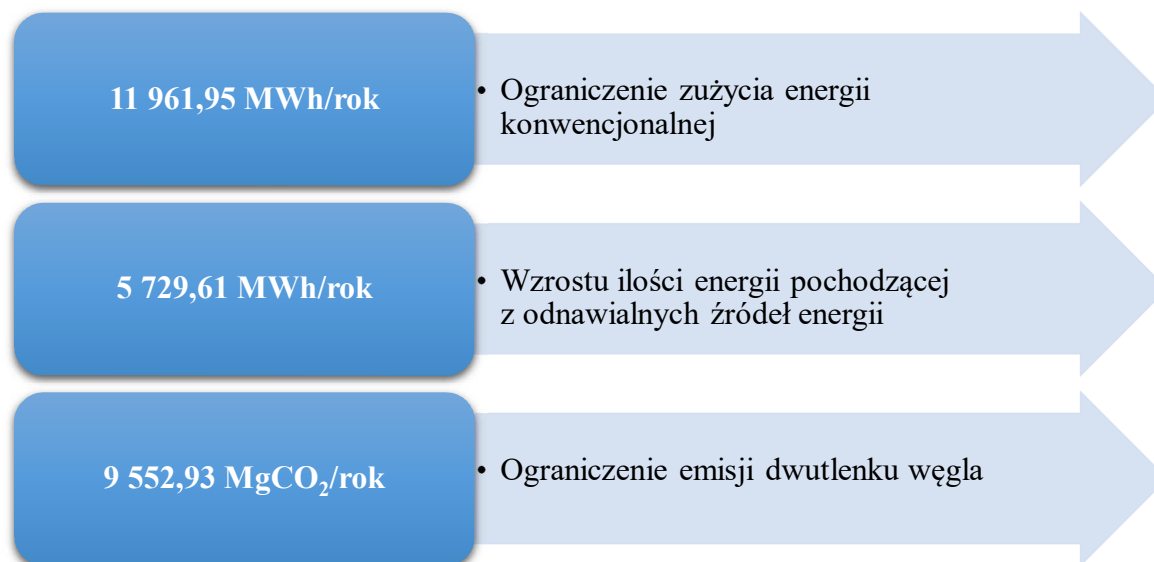 11 961,95 MWh/rok
• Ograniczenie zużycia energii
konwencjonalnej
5 729,61 MWh/rok
• Wzrostu ilości energii pochodzącej
z odnawialnych źródeł energii
9 552,93 MgCO₂/rok
• Ograniczenie emisji dwutlenku węgla